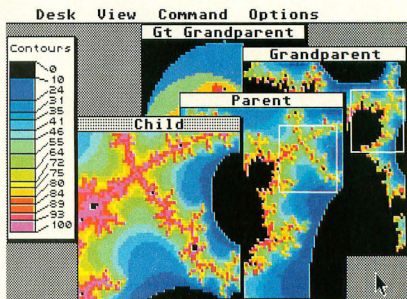 Desk View Command Options
Gt Grandparent
Grandparent
Parent
Child
Contours
0
10
24
31
35
41
46
55
64
72
75
80
84
89
93
100